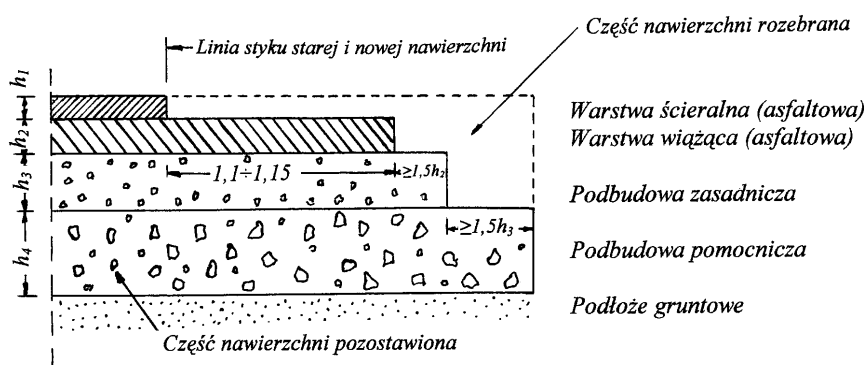 Część nawierzchni rozebrana
Linia styku starej i nowej nawierzchni
h1
Warstwa ścieralna (asfaltowa)
h2
Warstwa wiążąca (asfaltowa)
h3
1,1÷1,15
≥1,5h2
Podbudowa zasadnicza
h4
≥1,5h3
Podbudowa pomocnicza
Podłoże gruntowe
Część nawierzchni pozostawiona